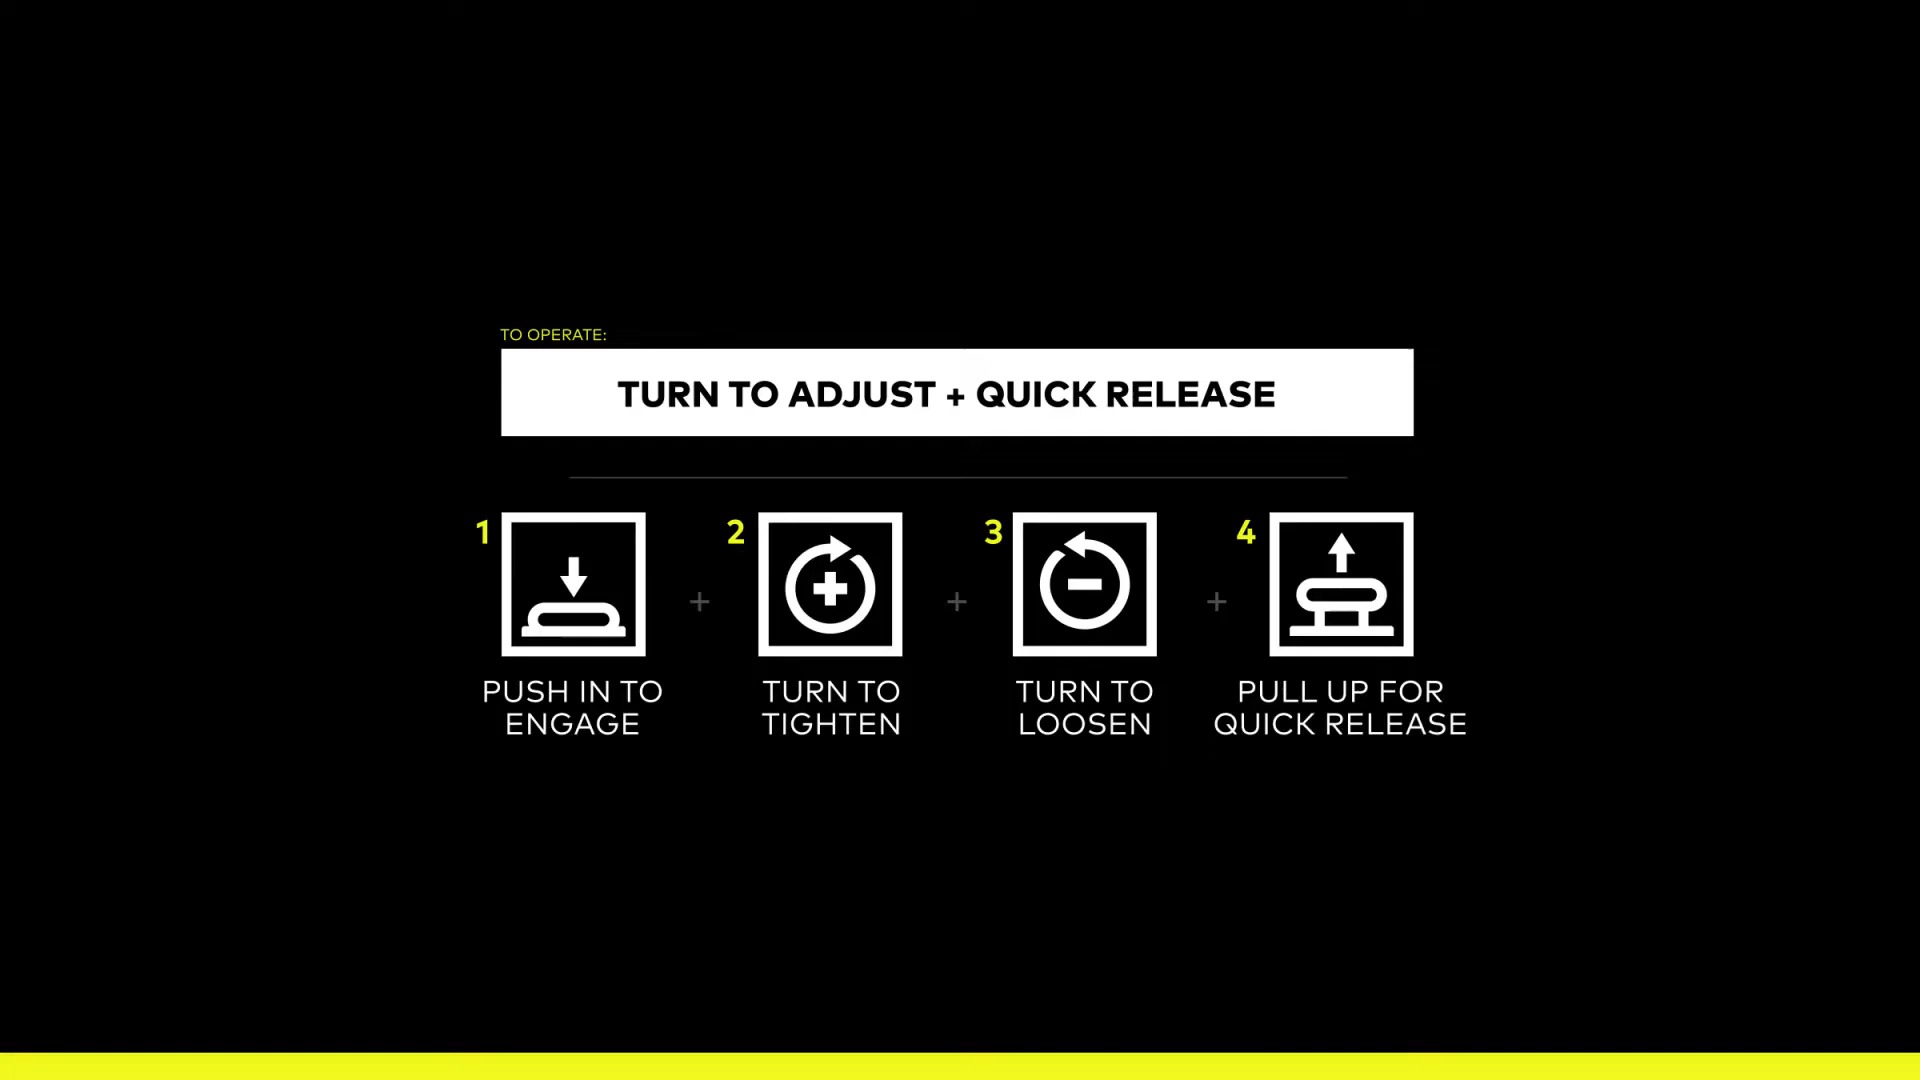 TO OPERATE:
TURN TO ADJUST + QUICK RELEASE
1
PUSH IN TO
ENGAGE
+
2
TURN TO
TIGHTEN
+
3
TURN TO
LOOSEN
+
4
PULL UP FOR
QUICK RELEASE